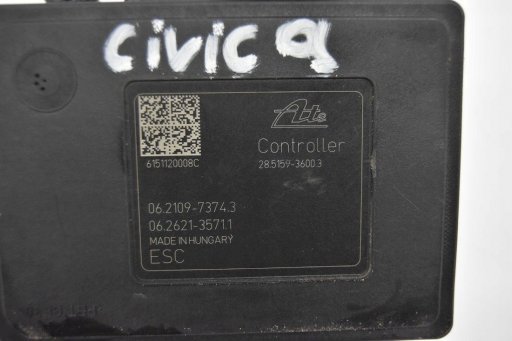 CIVIC
Ate
Controller
6151120008C
28.5159-3600.3
06.2109-7374.3
06.2621-3571.1
MADE IN HUNGARY
ESC